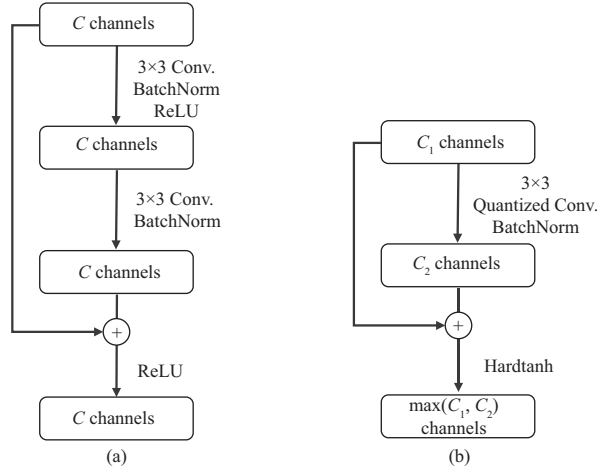 C channels
3×3 Conv.
BatchNorm
ReLU
C channels
3×3 Conv.
BatchNorm
C channels
+
ReLU
C channels
(a)
C₁ channels
3×3
Quantized Conv.
BatchNorm
C₂ channels
+
Hardtanh
max(C₁, C₂)
channels
(b)